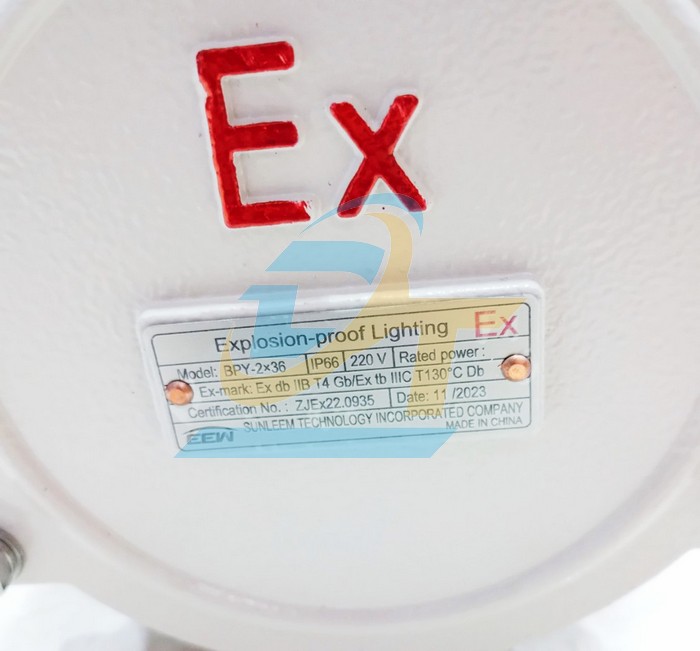 Ex
Explosion-proof Lighting Ex
Model: BPY-2×36 IP66 220 V Rated power:
Ex-mark: Ex db IIB T4 Gb/Ex tb IIIC T130°C Db
Certification No.: ZJEx22.0935 Date: 11 /2023
EEW SUNLEEM TECHNOLOGY INCORPORATED COMPANY
MADE IN CHINA